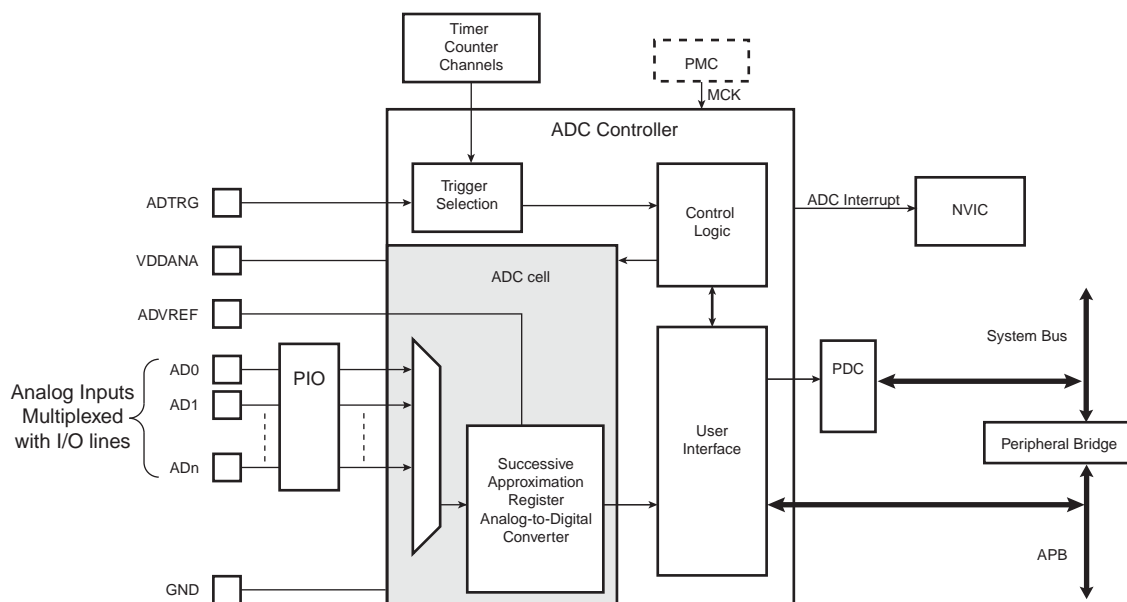 Timer
Counter
Channels
PMC
MCK
ADC Controller
Trigger
Selection
Control
Logic
ADC Interrupt
NVIC
ADTRG
VDDANA
ADC cell
ADVREF
System Bus
AD0
PIO
PDC
Analog Inputs
Multiplexed
with I/O lines
AD1
ADn
User
Interface
Peripheral Bridge
Successive
Approximation
Register
Analog-to-Digital
Converter
APB
GND